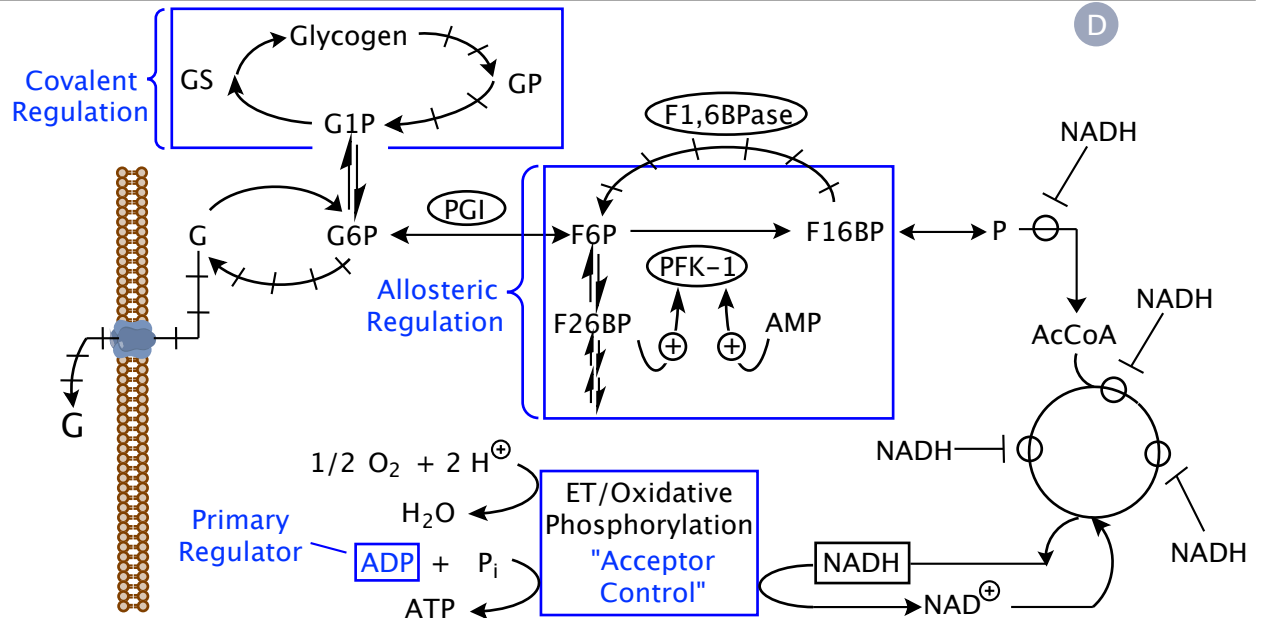 D
Glycogen
Covalent
Regulation
GS
GP
G1P
F1,6BPase
NADH
G
G6P
PGI
F6P
F16BP
P
PFK-1
Allosteric
Regulation
F26BP
+
+
AMP
NADH
AcCoA
G
NADH
1/2 O₂ + 2 H⊕
H₂O
ET/Oxidative
Phosphorylation
"Acceptor
Control"
Primary
Regulator
ADP + Pᵢ
ATP
NADH
NAD⊕
NADH